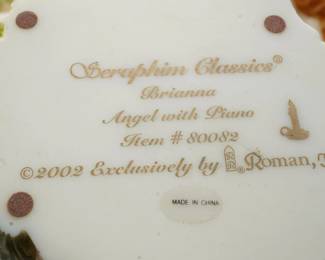 Seraphim Classics®
Brianna
Angel with Piano
Item # 80082
©2002 Exclusively by R® Roman, I
MADE IN CHINA